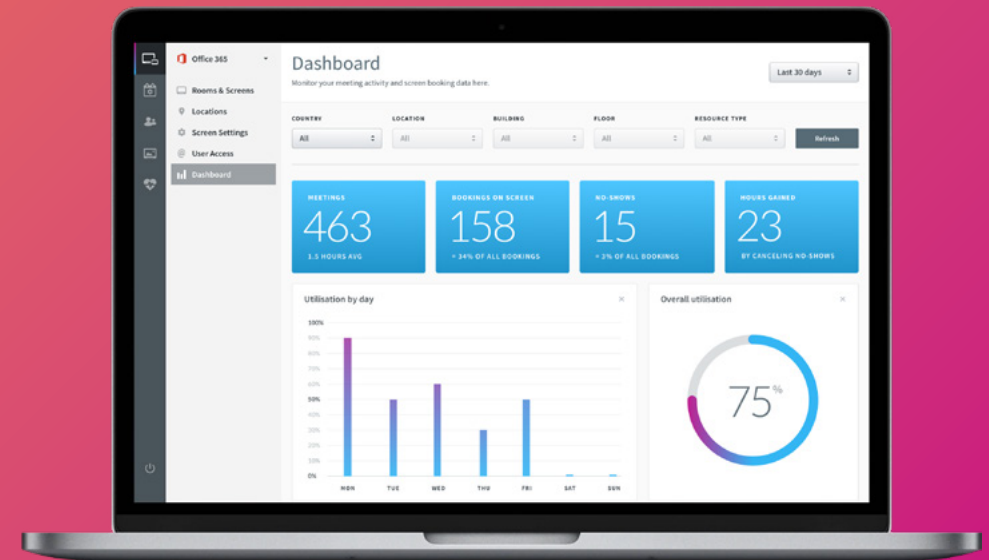 Office 365
Rooms & Screens
Locations
Screen Settings
User Access
Dashboard
Dashboard
Monitor your meeting activity and screen booking data here.
Last 30 days
COUNTRY LOCATION BUILDING FLOOR RESOURCE TYPE
All All All All All Refresh
MEETINGS
463
1.5 HOURS AVG
BOOKINGS ON SCREEN
158
= 34% OF ALL BOOKINGS
NO-SHOWS
15
= 3% OF ALL BOOKINGS
HOURS GAINED
23
BY CANCELING NO-SHOWS
Utilisation by day
100%
90%
80%
70%
60%
50%
40%
30%
20%
10%
0%
MON TUE WED THU FRI SAT SUN
Overall utilisation
75%